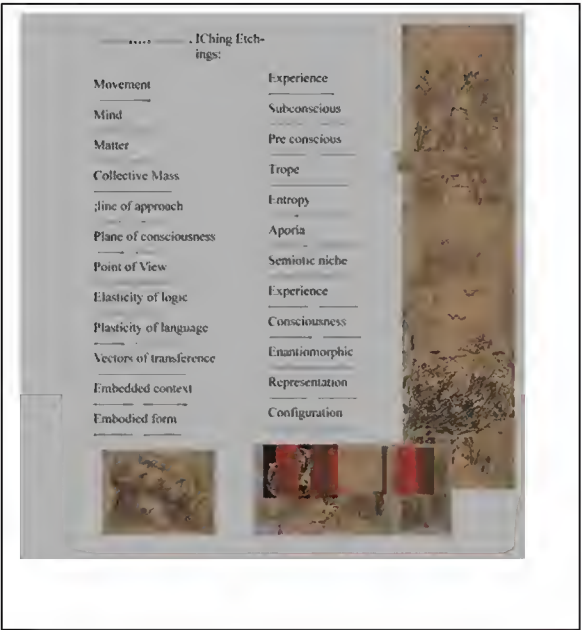 . IChing Etch-
ings:
Movement
Mind
Matter
Collective Mass
;line of approach
Plane of consciousness
Point of View
Elasticity of logic
Plasticity of language
Vectors of transference
Embedded context
Embodied form
Experience
Subconscious
Pre conscious
Trope
Entropy
Aporia
Semiotic niche
Experience
Consciousness
Enantiomorphic
Representation
Configuration